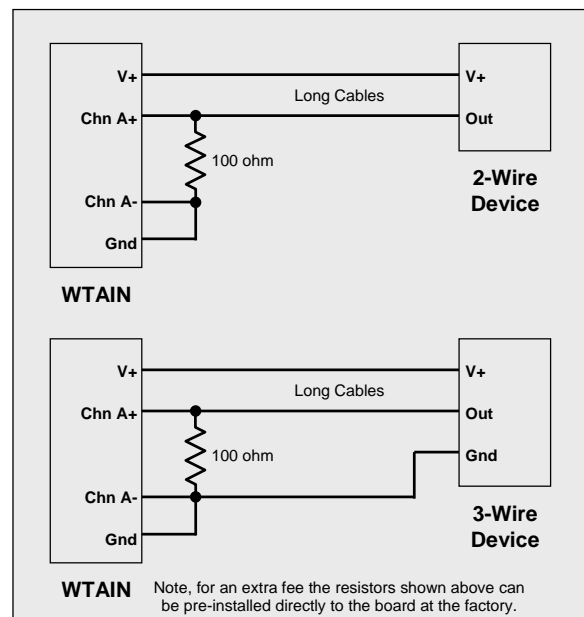 V+
V+
Long Cables
Chn A+
Out
100 ohm
2-Wire
Device
Chn A-
Gnd
WTAIN
V+
V+
Long Cables
Chn A+
Out
100 ohm
Gnd
Chn A-
3-Wire
Device
Gnd
WTAIN
Note, for an extra fee the resistors shown above can
be pre-installed directly to the board at the factory.